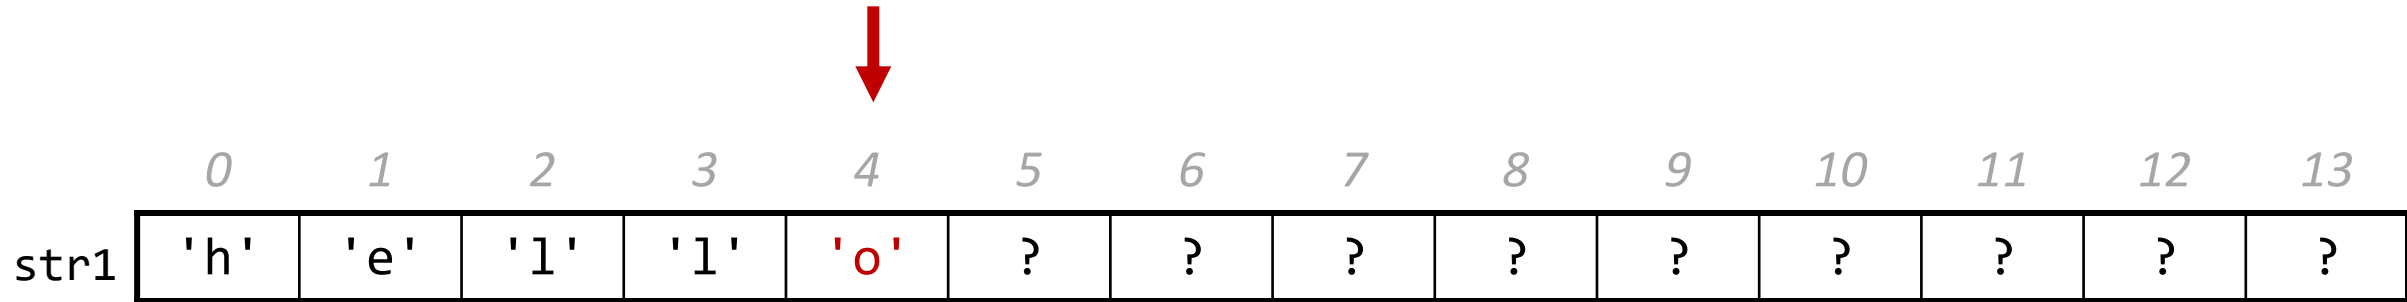 0 1 2 3 4 5 6 7 8 9 10 11 12 13
str1 'h' 'e' 'l' 'l' 'o' ? ? ? ? ? ? ? ? ?